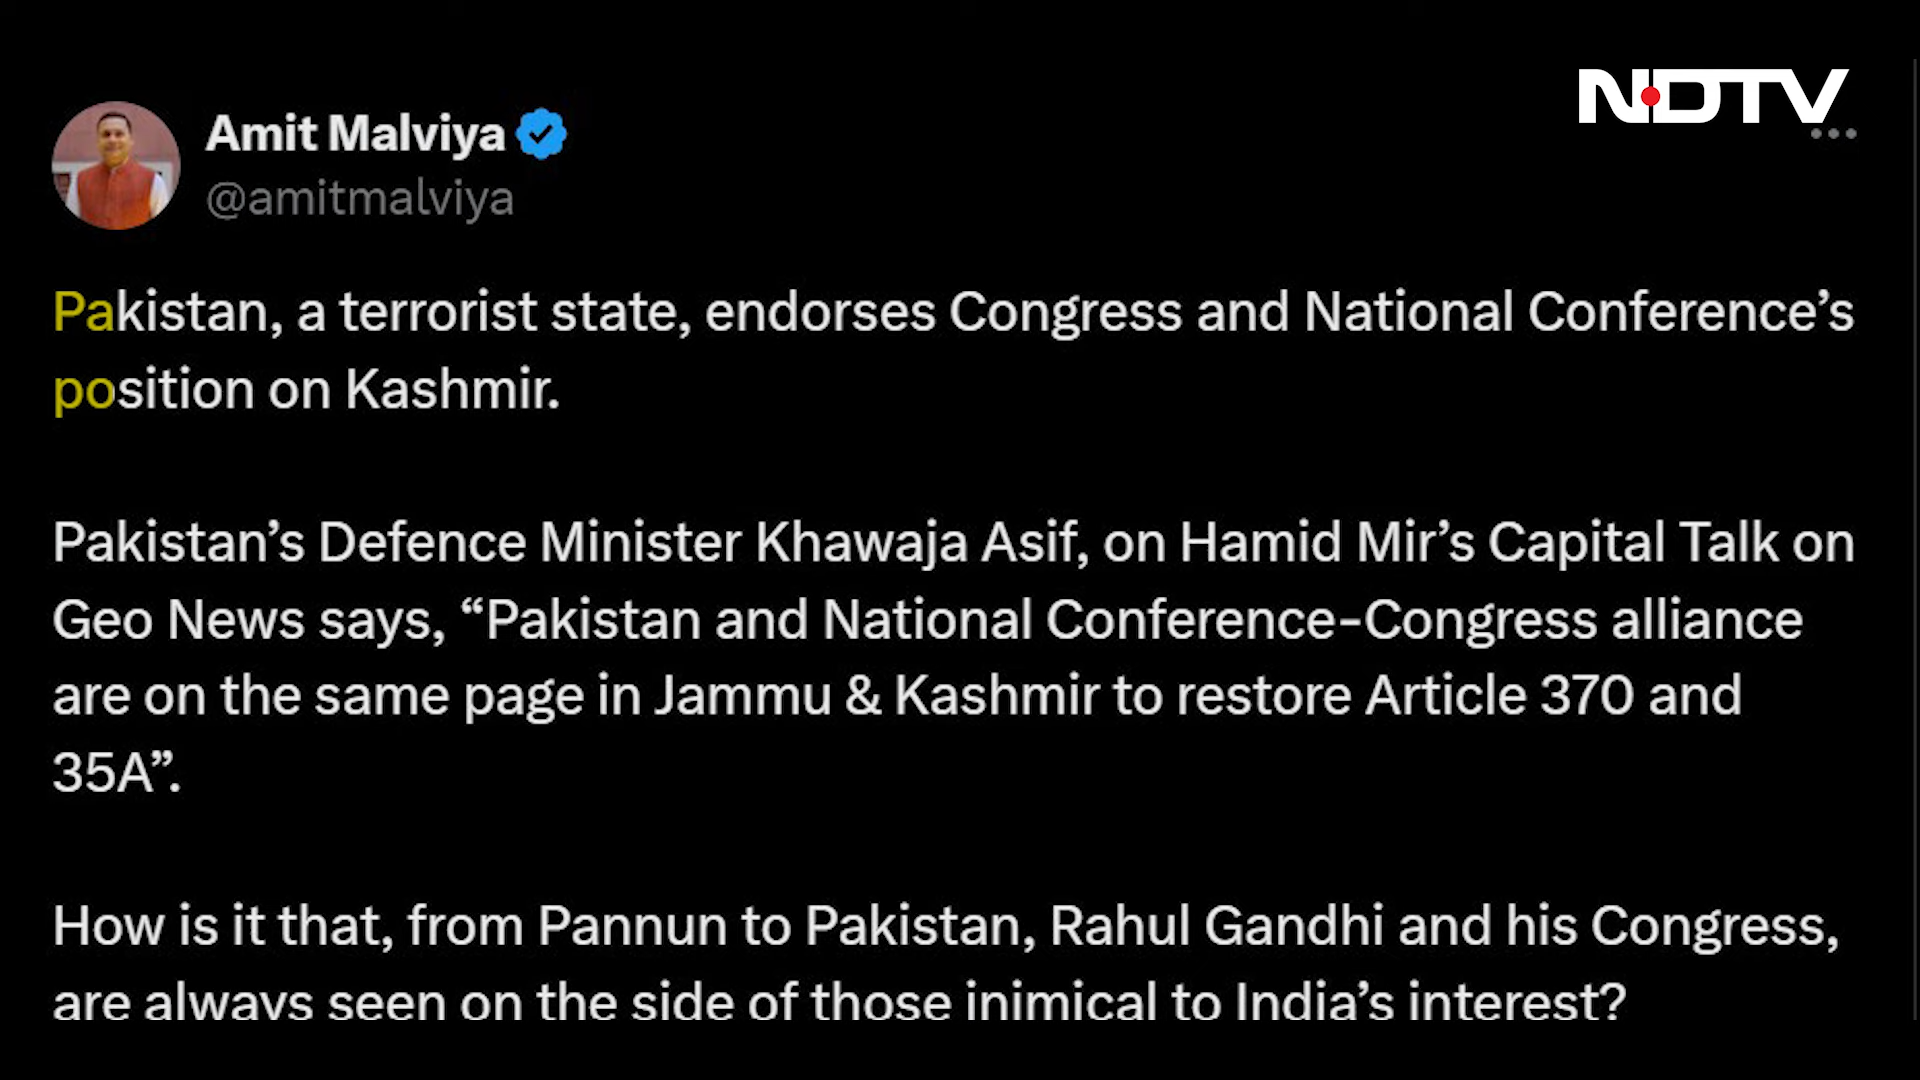 NDTV
Amit Malviya
@amitmalviya
Pakistan, a terrorist state, endorses Congress and National Conference’s
position on Kashmir.
Pakistan’s Defence Minister Khawaja Asif, on Hamid Mir’s Capital Talk on
Geo News says, “Pakistan and National Conference-Congress alliance
are on the same page in Jammu & Kashmir to restore Article 370 and
35A”.
How is it that, from Pannun to Pakistan, Rahul Gandhi and his Congress,
are always seen on the side of those inimical to India’s interest?